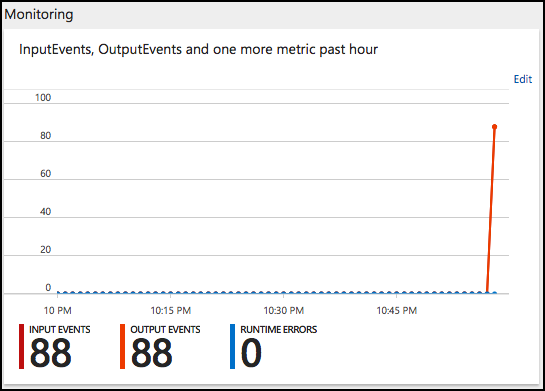 Monitoring
InputEvents, OutputEvents and one more metric past hour
Edit
100
80
60
40
20
0
10 PM 10:15 PM 10:30 PM 10:45 PM
INPUT EVENTS OUTPUT EVENTS RUNTIME ERRORS
88 88 0